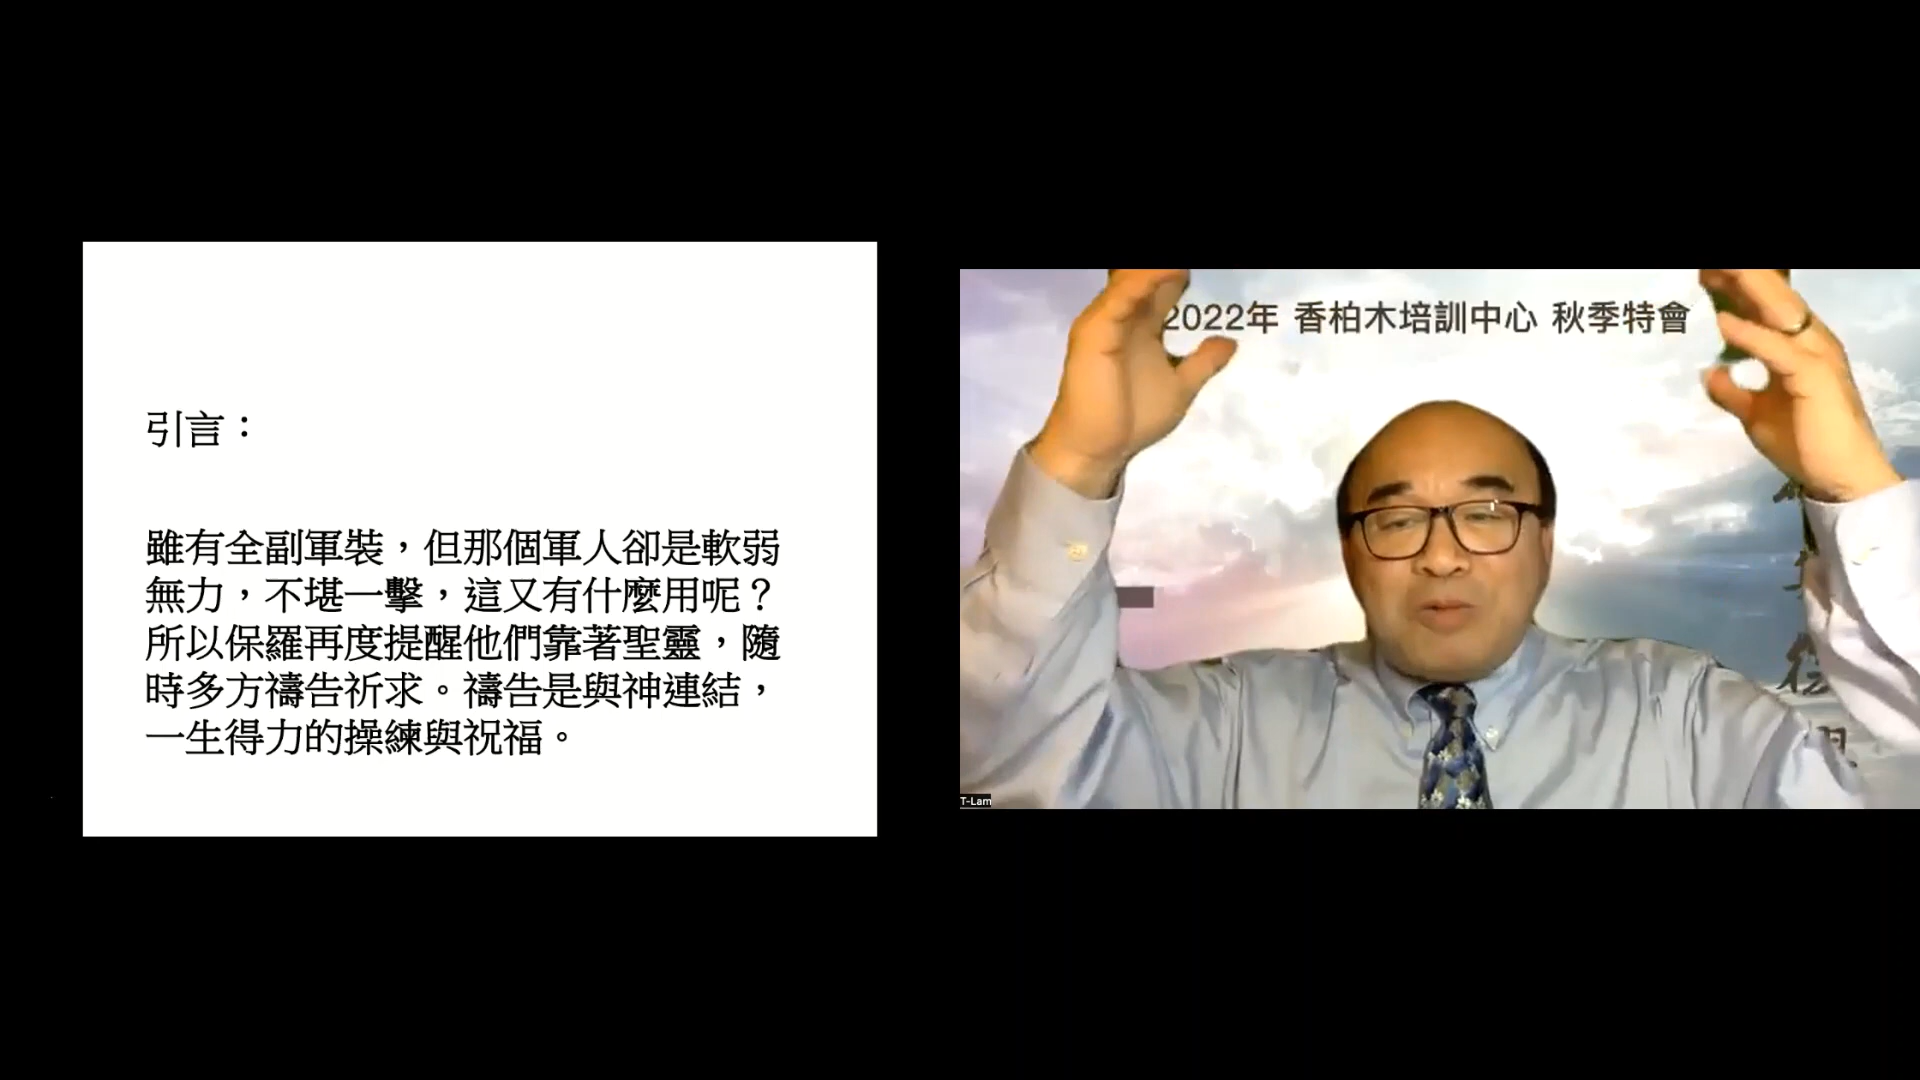 引言：
雖有全副軍裝，但那個軍人卻是軟弱
無力，不堪一擊，這又有什麼用呢？
所以保羅再度提醒他們靠著聖靈，隨
時多方禱告祈求。禱告是與神連結，
一生得力的操練與祝福。
2022年 香柏木培訓中心 秋季特會
T-Lam